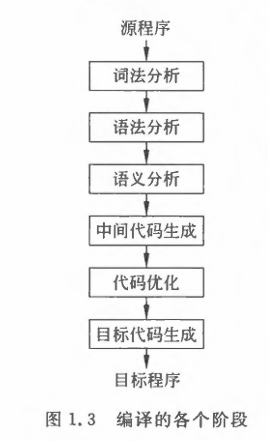 源程序
词法分析
语法分析
语义分析
中间代码生成
代码优化
目标代码生成
目标程序
图 1.3 编译的各个阶段